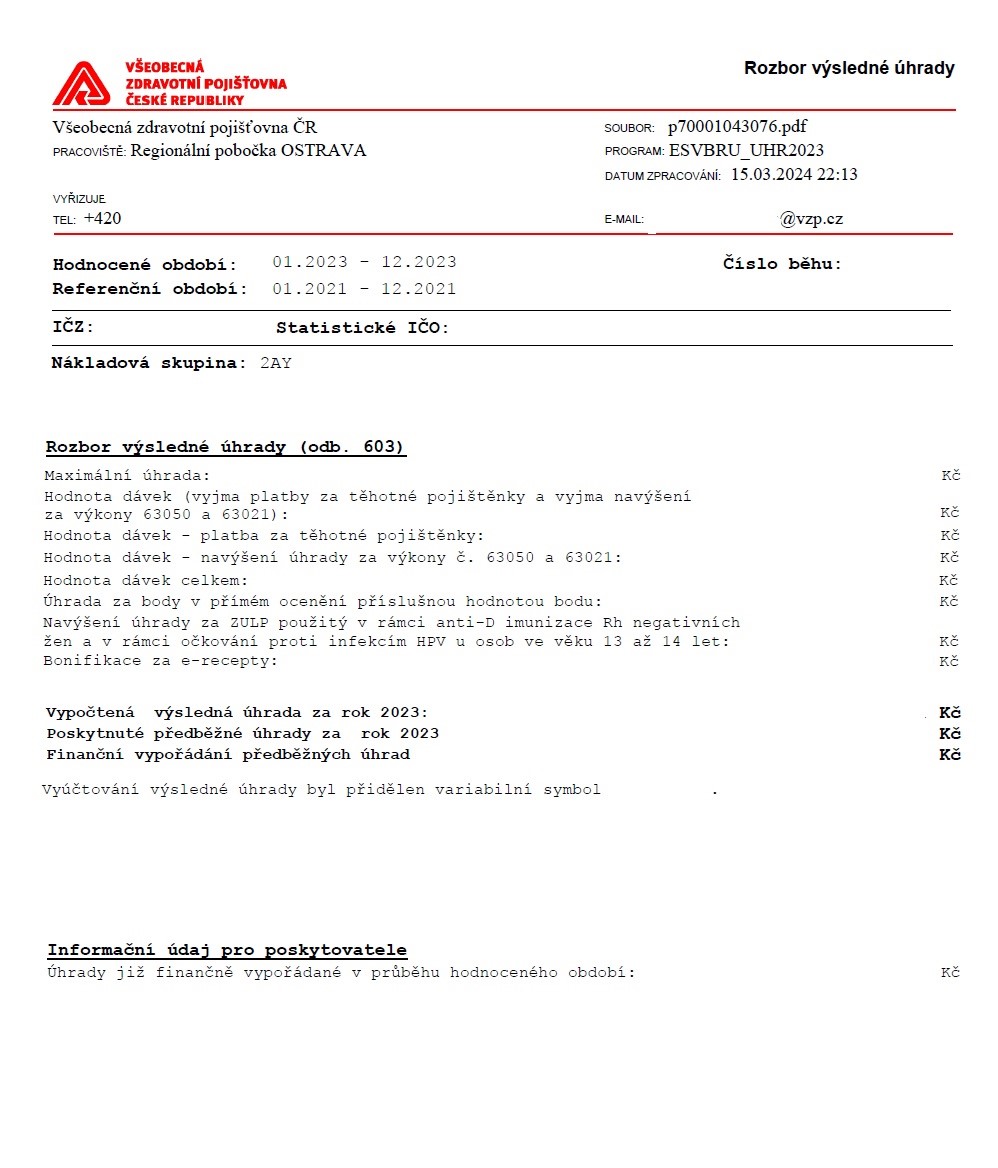 VŠEOBECNÁ
ZDRAVOTNÍ POJIŠŤOVNA
ČESKÉ REPUBLIKY
Rozbor výsledné úhrady
Všeobecná zdravotní pojišťovna ČR
SOUBOR: p70001043076.pdf
PRACOVIŠTĚ: Regionální pobočka OSTRAVA
PROGRAM: ESVBRU_UHR2023
DATUM ZPRACOVÁNÍ: 15.03.2024 22:13
VYŘIZUJE
TEL: +420
E-MAIL: @vzp.cz
Hodnocené období: 01.2023 - 12.2023
Číslo běhu:
Referenční období: 01.2021 - 12.2021
IČZ:
Statistické IČO:
Nákladová skupina: 2AY
Rozbor výsledné úhrady (odb. 603)
Maximální úhrada: Kč
Hodnota dávek (vyjma platby za těhotné pojištěnky a vyjma navýšení
za výkony 63050 a 63021): Kč
Hodnota dávek - platba za těhotné pojištěnky: Kč
Hodnota dávek - navýšení úhrady za výkony č. 63050 a 63021: Kč
Hodnota dávek celkem: Kč
Úhrada za body v přímém ocenění příslušnou hodnotou bodu: Kč
Navýšení úhrady za ZULP použitý v rámci anti-D imunizace Rh negativních
žen a v rámci očkování proti infekcím HPV u osob ve věku 13 až 14 let: Kč
Bonifikace za e-recepty: Kč
Vypočtená výsledná úhrada za rok 2023: Kč
Poskytnuté předběžné úhrady za rok 2023 Kč
Finanční vypořádání předběžných úhrad Kč
Vyúčtování výsledné úhrady byl přidělen variabilní symbol .
Informační údaj pro poskytovatele
Úhrady již finančně vypořádané v průběhu hodnoceného období: Kč